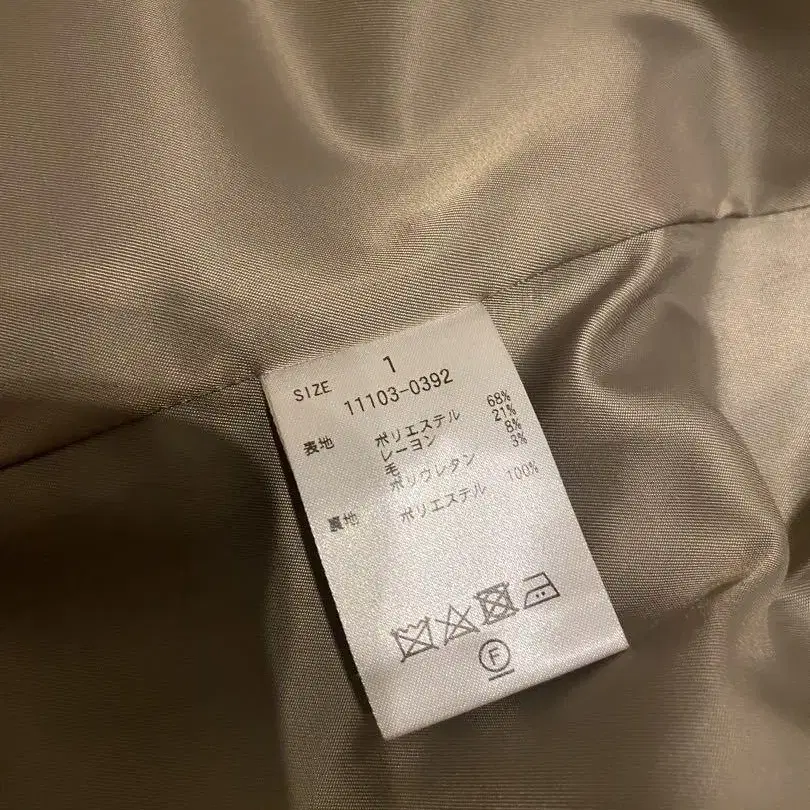 SIZE 1
11103-0392
表地 ポリエステル 68%
レーヨン 21%
毛 8%
ポリウレタン 3%
裏地 ポリエステル 100%
F